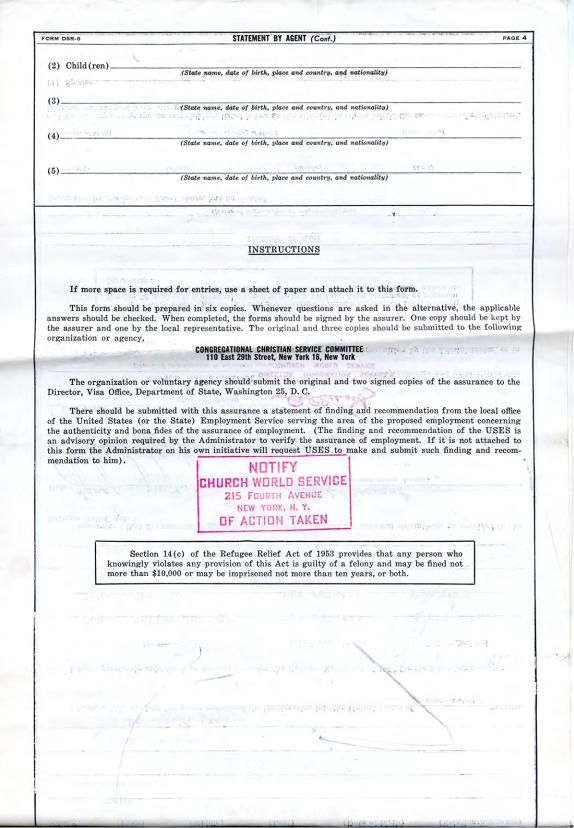 FORM DSR-6 STATEMENT BY AGENT (Cont.) PAGE 4
(2) Child(ren)
(State name, date of birth, place and country, and nationality)
(3)
(State name, date of birth, place and country, and nationality)
(4)
(State name, date of birth, place and country, and nationality)
(5)
(State name, date of birth, place and country, and nationality)
INSTRUCTIONS
If more space is required for entries, use a sheet of paper and attach it to this form.
This form should be prepared in six copies. Whenever questions are asked in the alternative, the applicable
answers should be checked. When completed, the forms should be signed by the assurer. One copy should be kept by
the assurer and one by the local representative. The original and three copies should be submitted to the following
organization or agency,
CONGREGATIONAL CHRISTIAN SERVICE COMMITTEE
110 East 29th Street, New York 16, New York
The organization or voluntary agency should submit the original and two signed copies of the assurance to the
Director, Visa Office, Department of State, Washington 25, D. C.
There should be submitted with this assurance a statement of finding and recommendation from the local office
of the United States (or the State) Employment Service serving the area of the proposed employment concerning
the authenticity and bona fides of the assurance of employment. (The finding and recommendation of the USES is
an advisory opinion required by the Administrator to verify the assurance of employment. If it is not attached to
this form the Administrator on his own initiative will request USES to make and submit such finding and recom-
mendation to him).
NOTIFY
CHURCH WORLD SERVICE
215 FOURTH AVENUE
NEW YORK, N. Y.
OF ACTION TAKEN
Section 14(c) of the Refugee Relief Act of 1953 provides that any person who
knowingly violates any provision of this Act is guilty of a felony and may be fined not
more than $10,000 or may be imprisoned not more than ten years, or both.